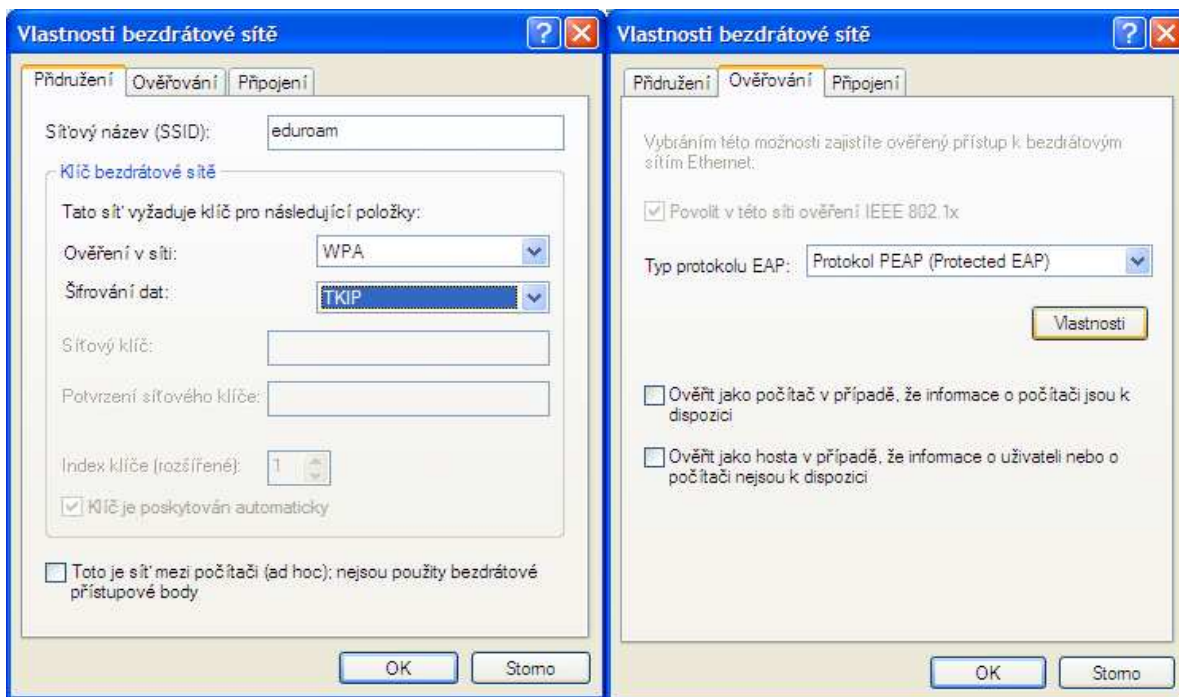 Vlastnosti bezdrátové sítě
Přidružení Ověřování Připojení
Síťový název (SSID): eduroam
Klíč bezdrátové sítě
Tato síť vyžaduje klíč pro následující položky:
Ověření v síti: WPA
Šifrování dat: TKIP
Síťový klíč:
Potvrzení síťového klíče:
Index klíče (rozšířené): 1
Klíč je poskytován automaticky
Toto je síť mezi počítači (ad hoc); nejsou použity bezdrátové
přístupové body
OK Storno
Vlastnosti bezdrátové sítě
Přidružení Ověřování Připojení
Vybráním této možnosti zajistíte ověřený přístup k bezdrátovým
sítím Ethernet:
Povolit v této síti ověření IEEE 802.1x
Typ protokolu EAP: Protokol PEAP (Protected EAP)
Vlastnosti
Ověřit jako počítač v případě, že informace o počítači jsou k
dispozici
Ověřit jako hosta v případě, že informace o uživateli nebo o
počítači nejsou k dispozici
OK Storno